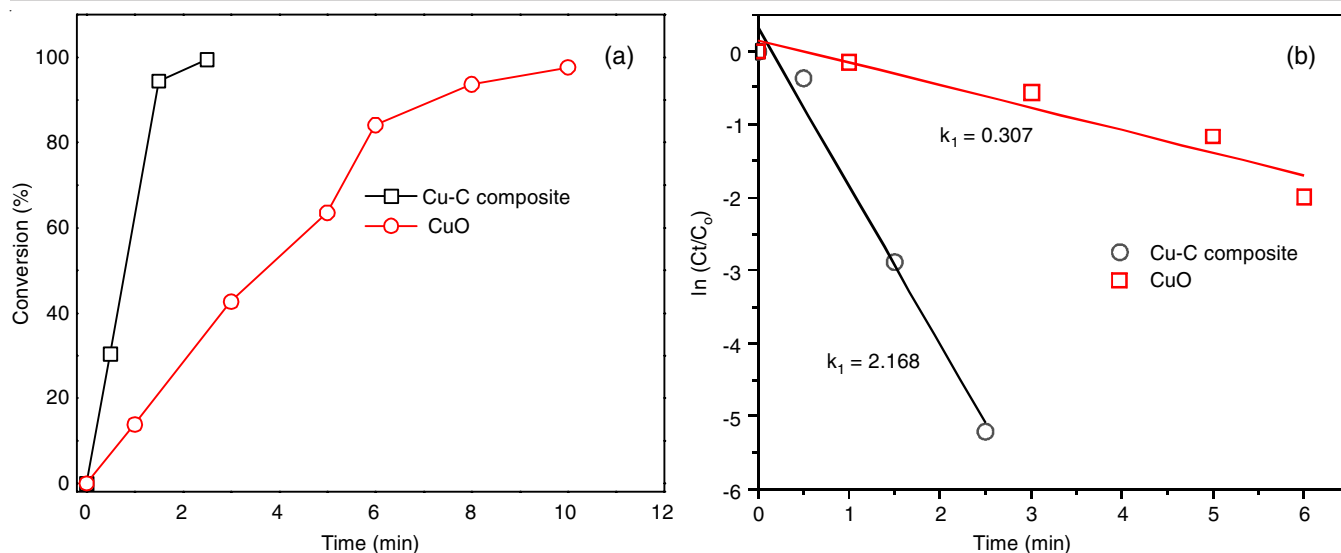 (a)
100
80
60
40
20
0
Conversion (%)
Cu-C composite
CuO
0 2 4 6 8 10 12
Time (min)
(b)
0
-1
-2
-3
-4
-5
-6
ln (Ct/Co)
k1 = 0.307
Cu-C composite
CuO
k1 = 2.168
0 1 2 3 4 5 6
Time (min)